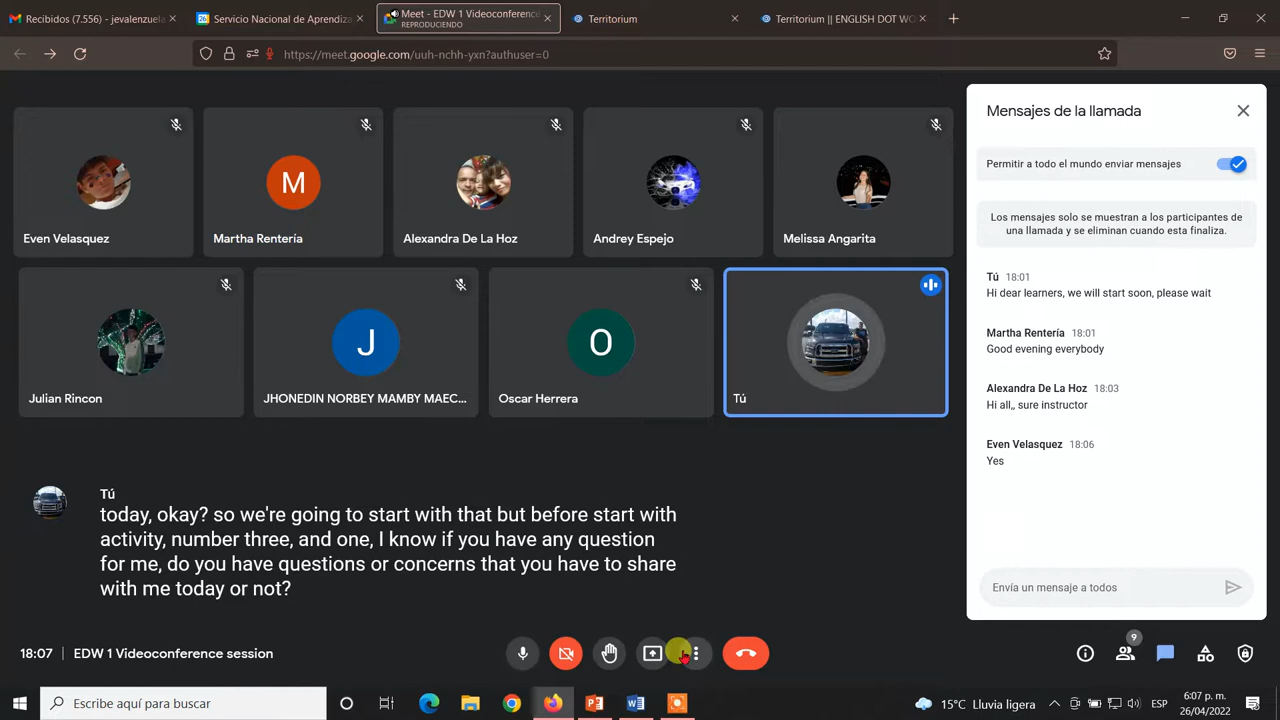 Recibidos (7.556) - jevalenzuel
Servicio Nacional de Aprendiza
Meet - EDW 1 Videoconference
REPRODUCIENDO
Territorium
Territorium || ENGLISH DOT WO
https://meet.google.com/uuh-nchh-yxn?authuser=0
Even Velasquez
M
Martha Rentería
Alexandra De La Hoz
Andrey Espejo
Melissa Angarita
Julian Rincon
J
JHONEDIN NORBEY MAMBY MAEC...
O
Oscar Herrera
Tú
Mensajes de la llamada
Permitir a todo el mundo enviar mensajes
Los mensajes solo se muestran a los participantes de
una llamada y se eliminan cuando esta finaliza.
Tú 18:01
Hi dear learners, we will start soon, please wait
Martha Rentería 18:01
Good evening everybody
Alexandra De La Hoz 18:03
Hi all,, sure instructor
Even Velasquez 18:06
Yes
Envía un mensaje a todos
Tú
today, okay? so we're going to start with that but before start with
activity, number three, and one, I know if you have any question
for me, do you have questions or concerns that you have to share
with me today or not?
18:07 | EDW 1 Videoconference session
9
Escribe aquí para buscar
15°C Lluvia ligera
ESP
6:07 p. m.
26/04/2022